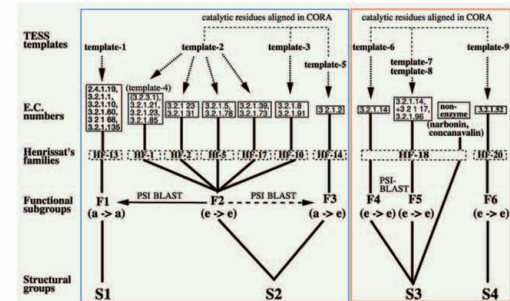 catalytic residues aligned in CORA
catalytic residues aligned in CORA
TESS
templates
template-1
template-2
template-3
template-5
template-6
template-7
template-8
template-9
E.C.
numbers
2.4.1.19,
3.2.1.1,
3.2.1.10,
3.2.1.60,
3 2 1 68,
3.2.1.135
(template-4)
(3.2.3.1),
3.2.1.21,
3.2.1.23,
3.2.1.85
3.2.1 23
3.2.1 31
3.2.1.5,
3.2.1.78
3.2.1.39,
3.2.1.73
3.2.1.8
3.2.1.91
3 2 1.2
3.2.1.14
3.2.1.14,
+3 2 1 17,
3.2.1.96
non-
enzyme
(narbonin,
concanavalin)
3.2.1.52
Henrissat's
families
HF-13
HF-1
HF-2
HF-5
HF-17
HF-10
HF-14
HF-18
HF-20
PSI BLAST
PSI BLAST
PSI-
BLAST
Functional
subgroups
F1
F2
F3
F4
F5
F6
(a -> a)
(e -> e)
(a -> e)
(e -> e)
(e -> e)
(e -> e)
Structural
groups
S1
S2
S3
S4